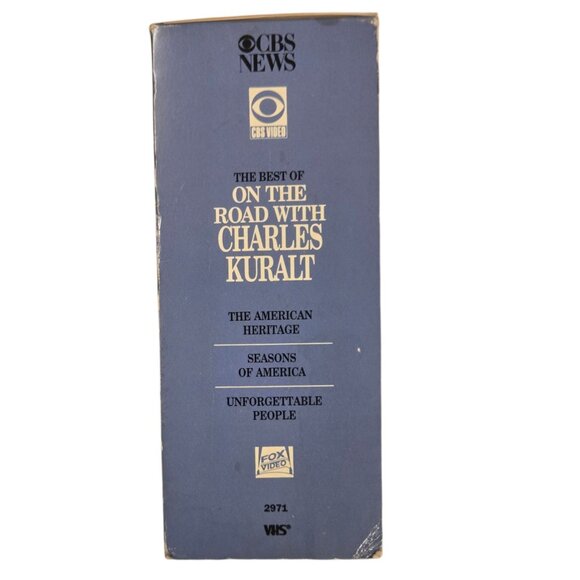 CBS
NEWS
CBS VIDEO
THE BEST OF
ON THE
ROAD WITH
CHARLES
KURALT
THE AMERICAN
HERITAGE
SEASONS
OF AMERICA
UNFORGETTABLE
PEOPLE
FOX
VIDEO
2971
VHS®